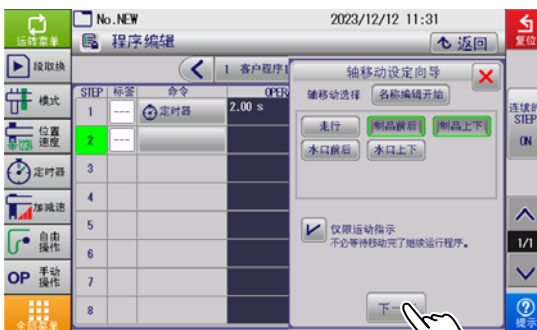 No.NEW
2023/12/12 11:31
运转菜单
程序编辑
返回
复位
段取换
1 客户程序1
轴移动设定向导
轴移动选择
名称编辑开始
STEP 标签 命令
模式
1 --- 定时器 2.00 s
走行
制品前后
制品上下
连续的
STEP
ON
位置
速度
2 ---
水口前后
水口上下
定时器
3
4
加减速
5
仅限运动指示
不必等待移动完了继续运行程序。
自由
操作
6
1/1
OP 手动
操作
7
8
全部菜单
提示